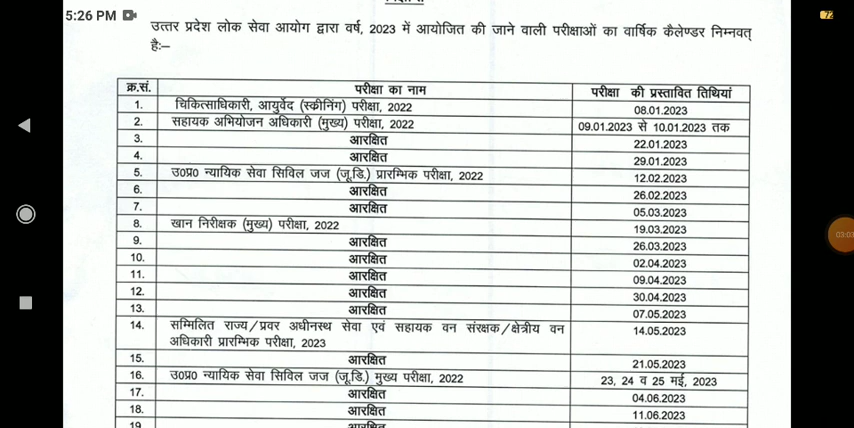 5:26 PM
72
उत्तर प्रदेश लोक सेवा आयोग द्वारा वर्ष, 2023 में आयोजित की जाने वाली परीक्षाओं का वार्षिक कैलेण्डर निम्नवत्
है:–
क्र.सं. परीक्षा का नाम परीक्षा की प्रस्तावित तिथियां
1. चिकित्साधिकारी, आयुर्वेद (स्क्रीनिंग) परीक्षा, 2022 08.01.2023
2. सहायक अभियोजन अधिकारी (मुख्य) परीक्षा, 2022 09.01.2023 से 10.01.2023 तक
3. आरक्षित 22.01.2023
4. आरक्षित 29.01.2023
5. उ0प्र0 न्यायिक सेवा सिविल जज (जू.डि.) प्रारम्भिक परीक्षा, 2022 12.02.2023
6. आरक्षित 26.02.2023
7. आरक्षित 05.03.2023
8. खान निरीक्षक (मुख्य) परीक्षा, 2022 19.03.2023
9. आरक्षित 26.03.2023
10. आरक्षित 02.04.2023
11. आरक्षित 09.04.2023
12. आरक्षित 30.04.2023
13. आरक्षित 07.05.2023
14. सम्मिलित राज्य/प्रवर अधीनस्थ सेवा एवं सहायक वन संरक्षक/क्षेत्रीय वन 14.05.2023
अधिकारी प्रारम्भिक परीक्षा, 2023
15. आरक्षित 21.05.2023
16. उ0प्र0 न्यायिक सेवा सिविल जज (जू.डि.) मुख्य परीक्षा, 2022 23, 24 व 25 मई, 2023
17. आरक्षित 04.06.2023
18. आरक्षित 11.06.2023
19 आरक्षित